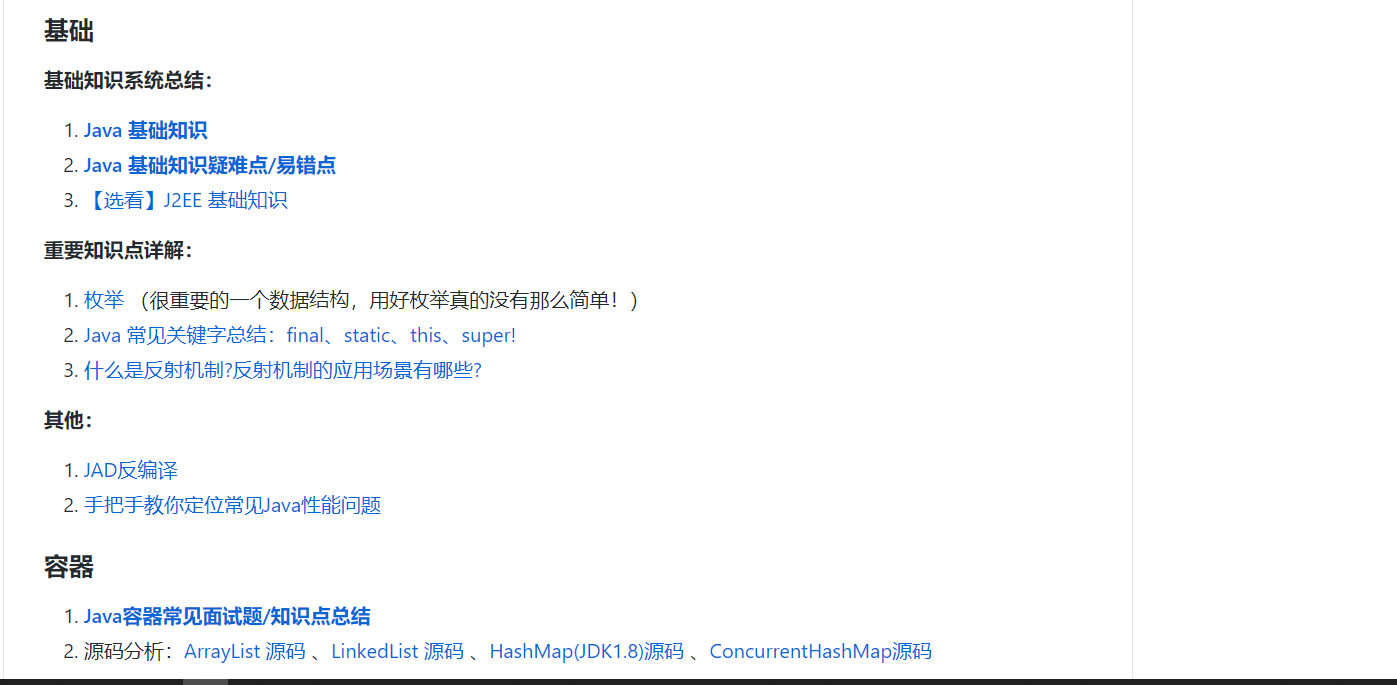 基础
基础知识系统总结：
1. Java 基础知识
2. Java 基础知识疑难点/易错点
3. 【选看】J2EE 基础知识
重要知识点详解：
1. 枚举 （很重要的一个数据结构，用好枚举真的没有那么简单！）
2. Java 常见关键字总结：final、static、this、super!
3. 什么是反射机制?反射机制的应用场景有哪些?
其他：
1. JAD反编译
2. 手把手教你定位常见Java性能问题
容器
1. Java容器常见面试题/知识点总结
2. 源码分析：ArrayList 源码 、LinkedList 源码 、HashMap(JDK1.8)源码 、ConcurrentHashMap源码